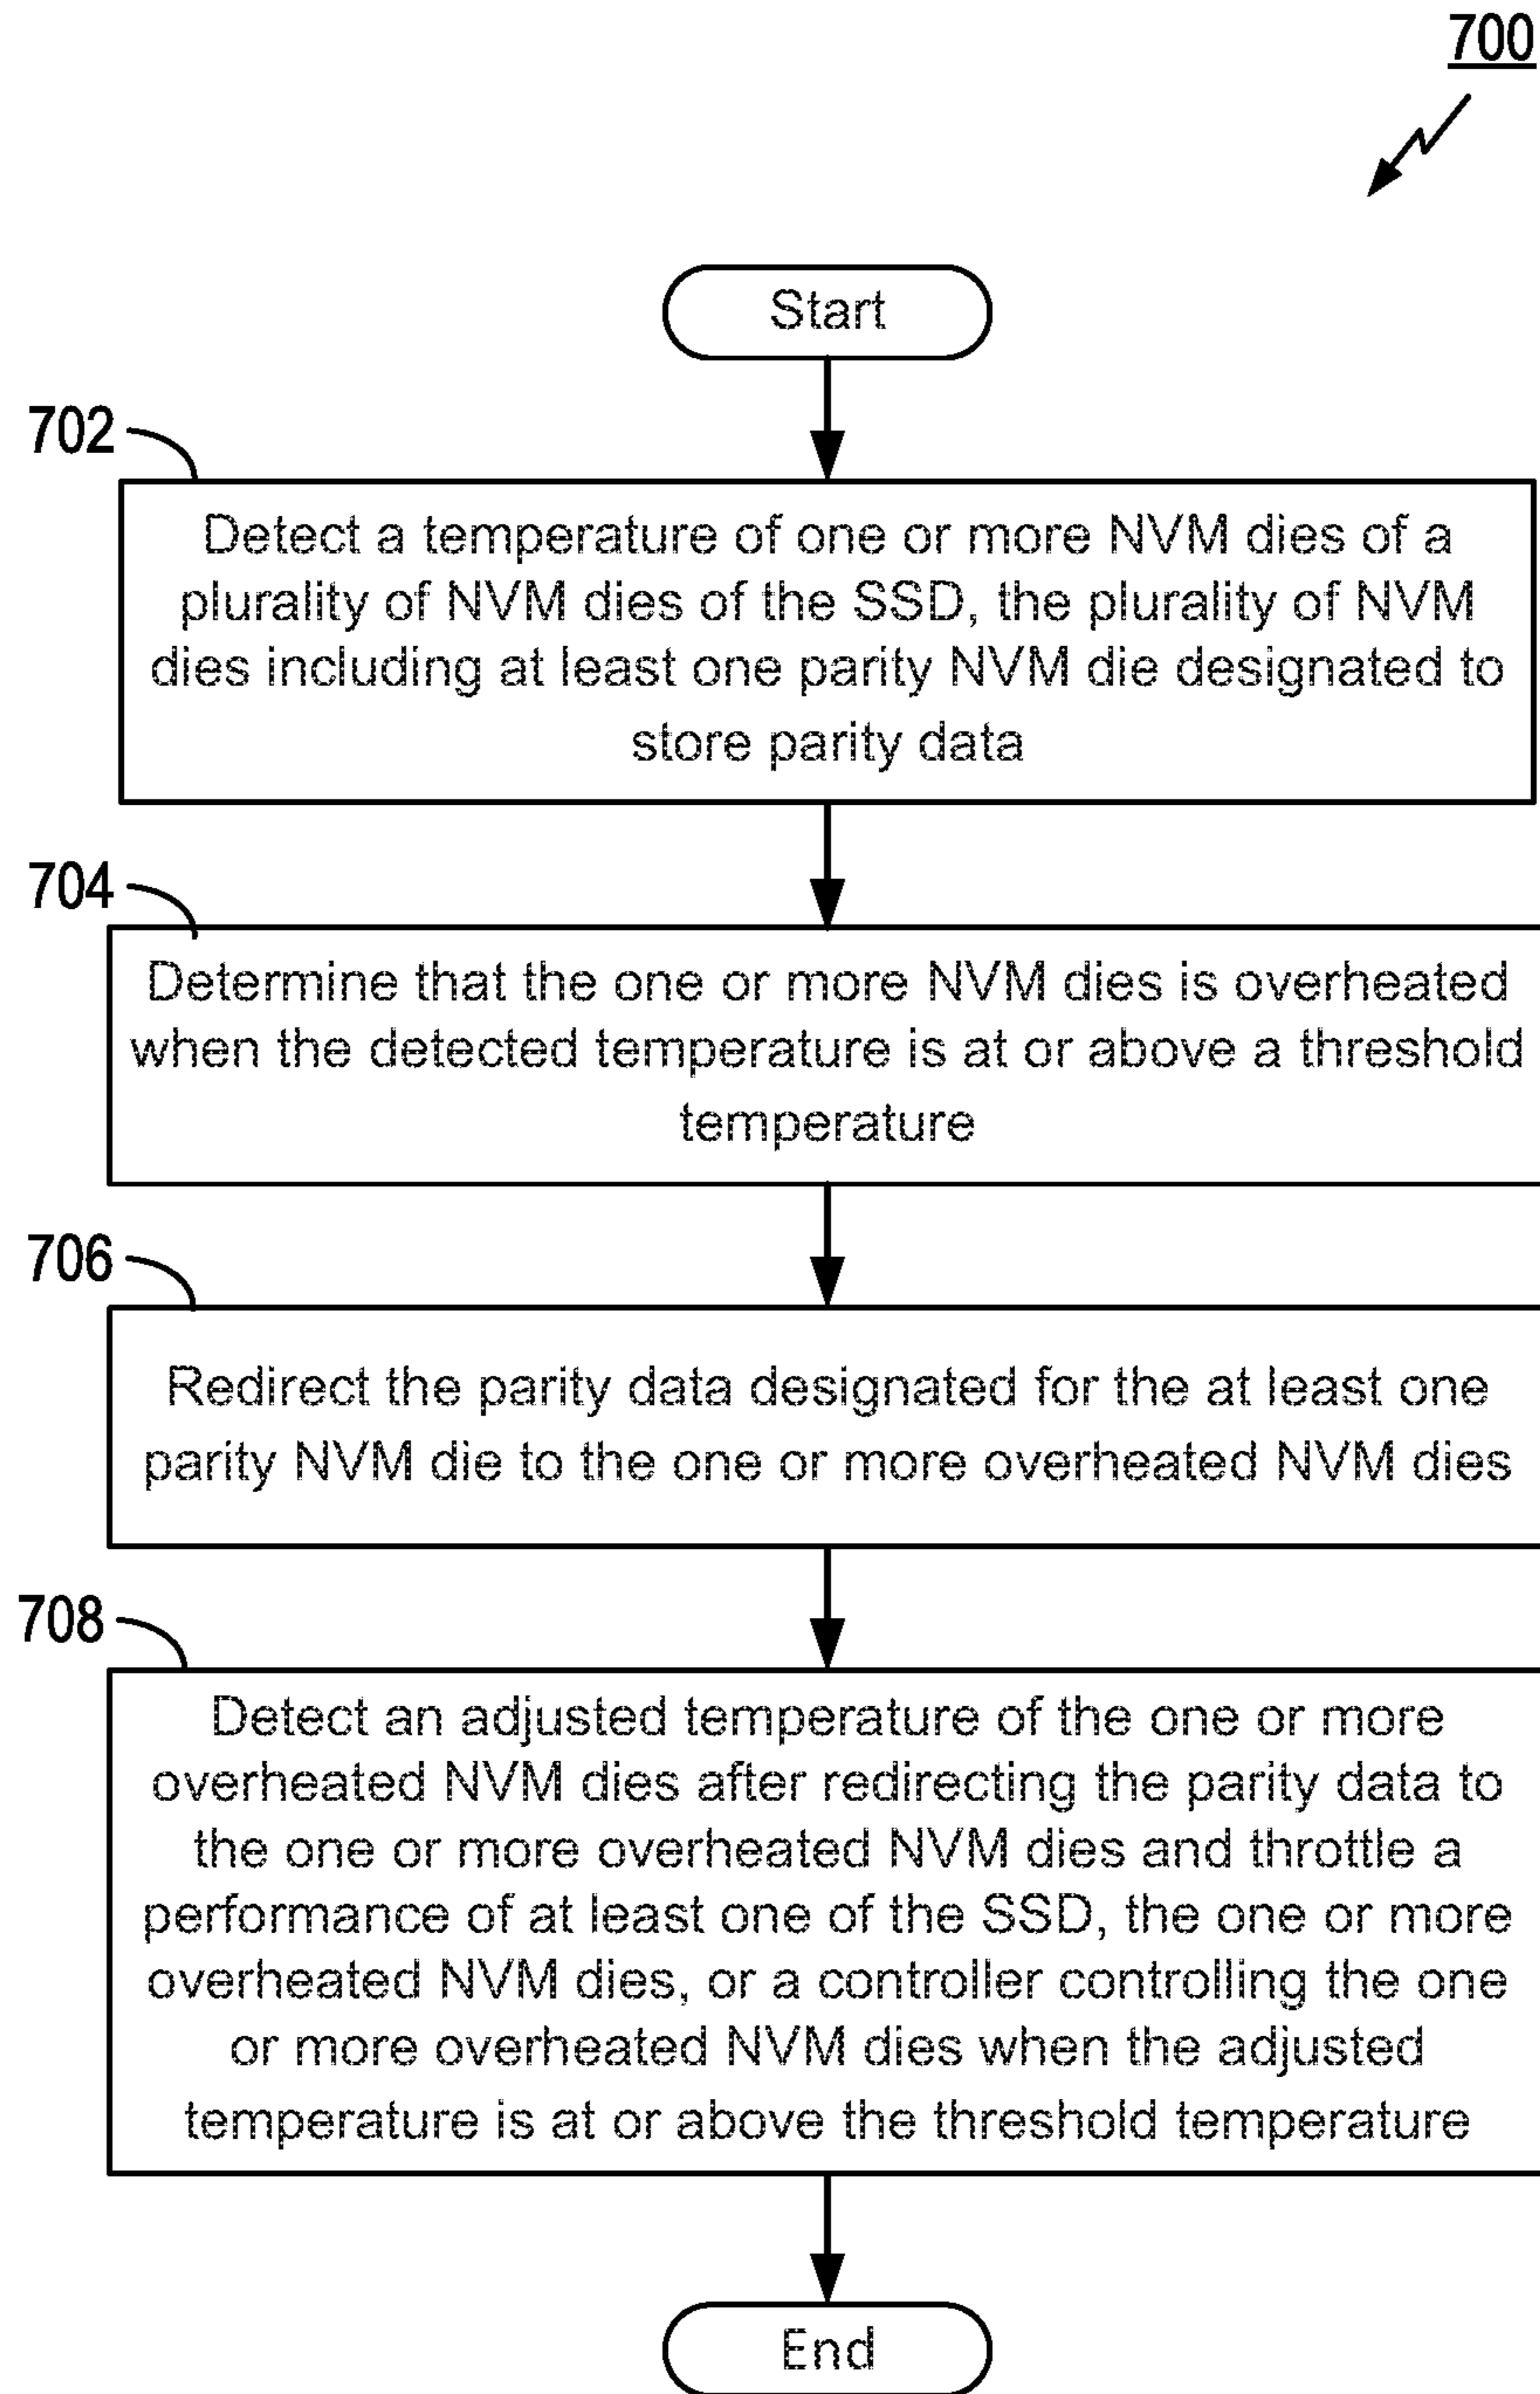 700
Start
702
Detect a temperature of one or more NVM dies of a
plurality of NVM dies of the SSD, the plurality of NVM
dies including at least one parity NVM die designated to
store parity data
704
Determine that the one or more NVM dies is overheated
when the detected temperature is at or above a threshold
temperature
706
Redirect the parity data designated for the at least one
parity NVM die to the one or more overheated NVM dies
708
Detect an adjusted temperature of the one or more
overheated NVM dies after redirecting the parity data to
the one or more overheated NVM dies and throttle a
performance of at least one of the SSD, the one or more
overheated NVM dies, or a controller controlling the one
or more overheated NVM dies when the adjusted
temperature is at or above the threshold temperature
End